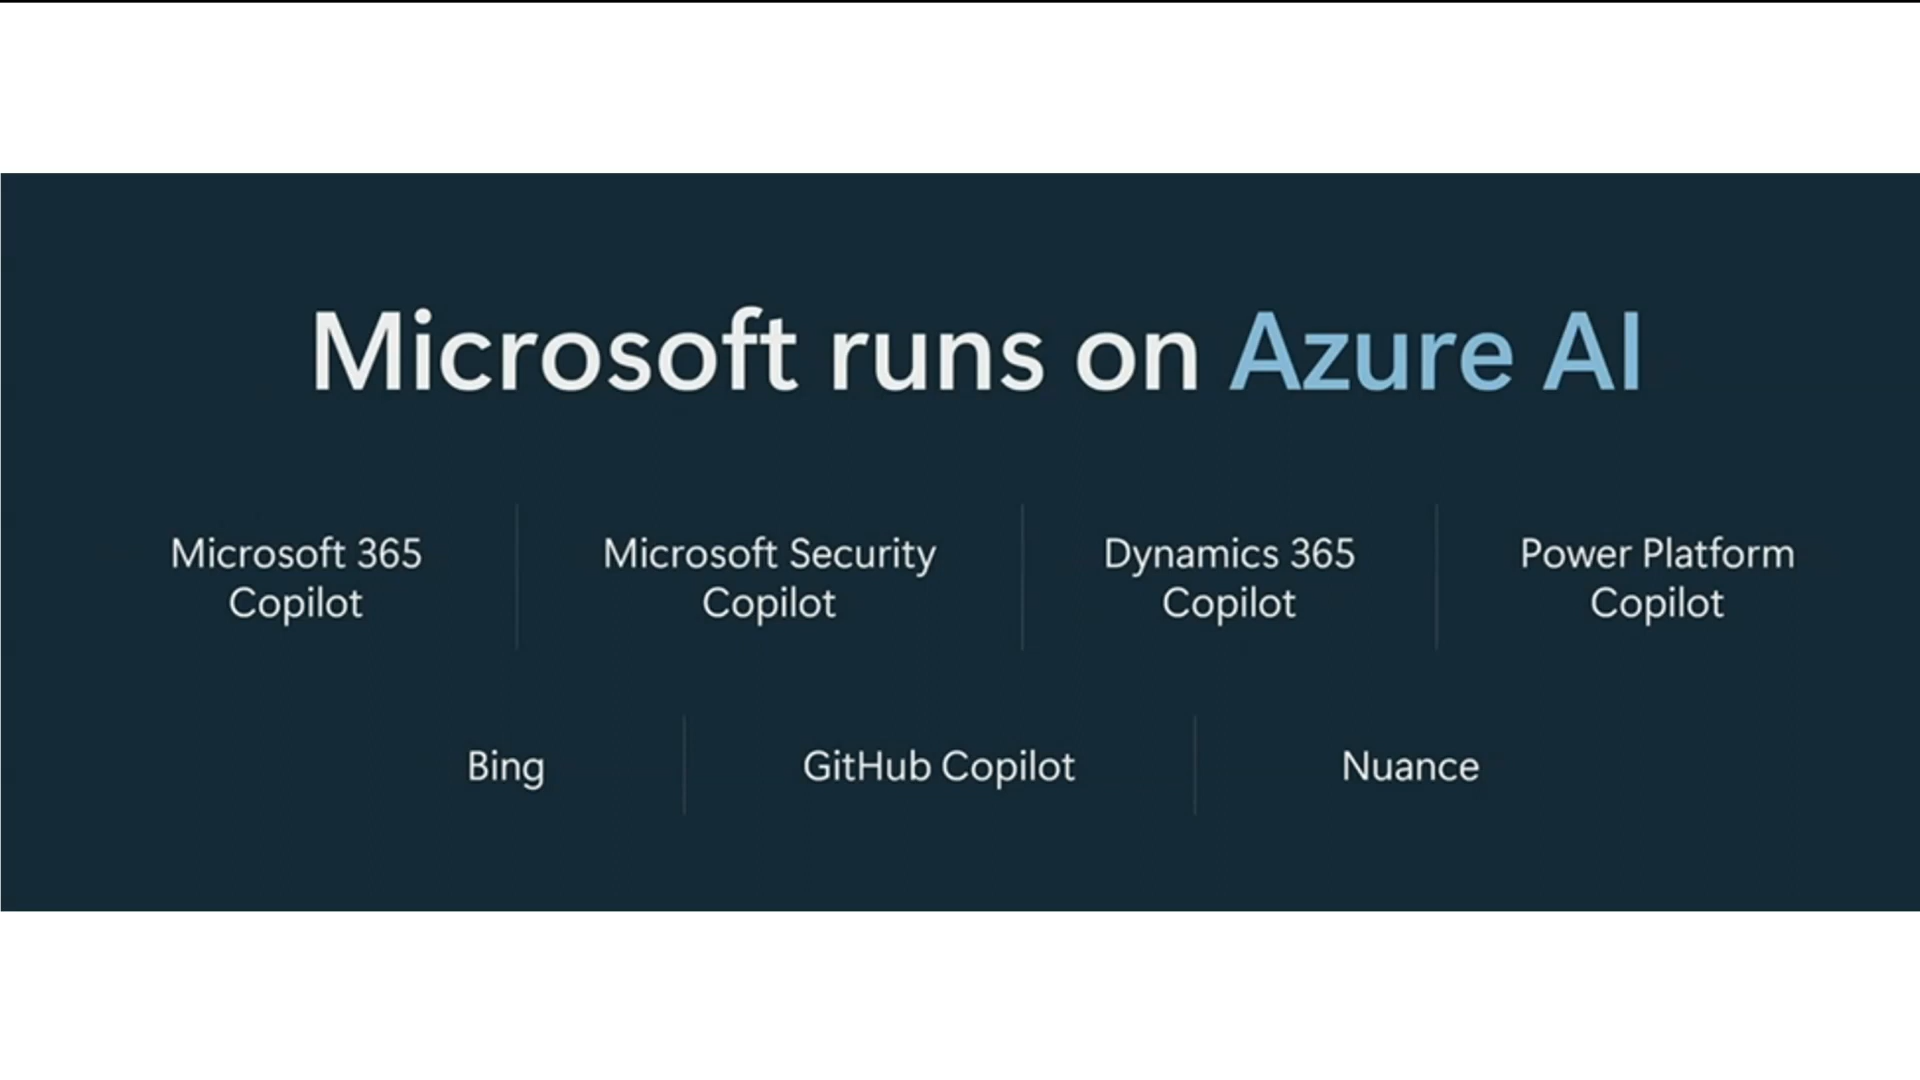 Microsoft runs on Azure AI
Microsoft 365
Copilot
Microsoft Security
Copilot
Dynamics 365
Copilot
Power Platform
Copilot
Bing
GitHub Copilot
Nuance